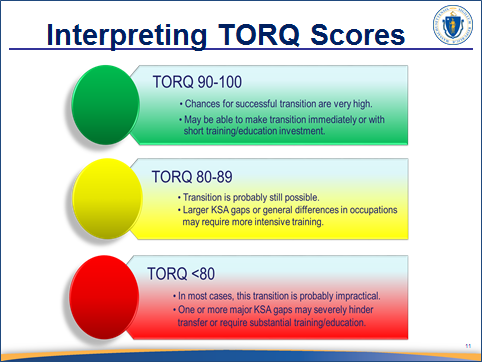 Interpreting TORQ Scores
TORQ 90-100
• Chances for successful transition are very high.
• May be able to make transition immediately or with
short training/education investment.
TORQ 80-89
• Transition is probably still possible.
• Larger KSA gaps or general differences in occupations
may require more intensive training.
TORQ <80
• In most cases, this transition is probably impractical.
• One or more major KSA gaps may severely hinder
transfer or require substantial training/education.
11